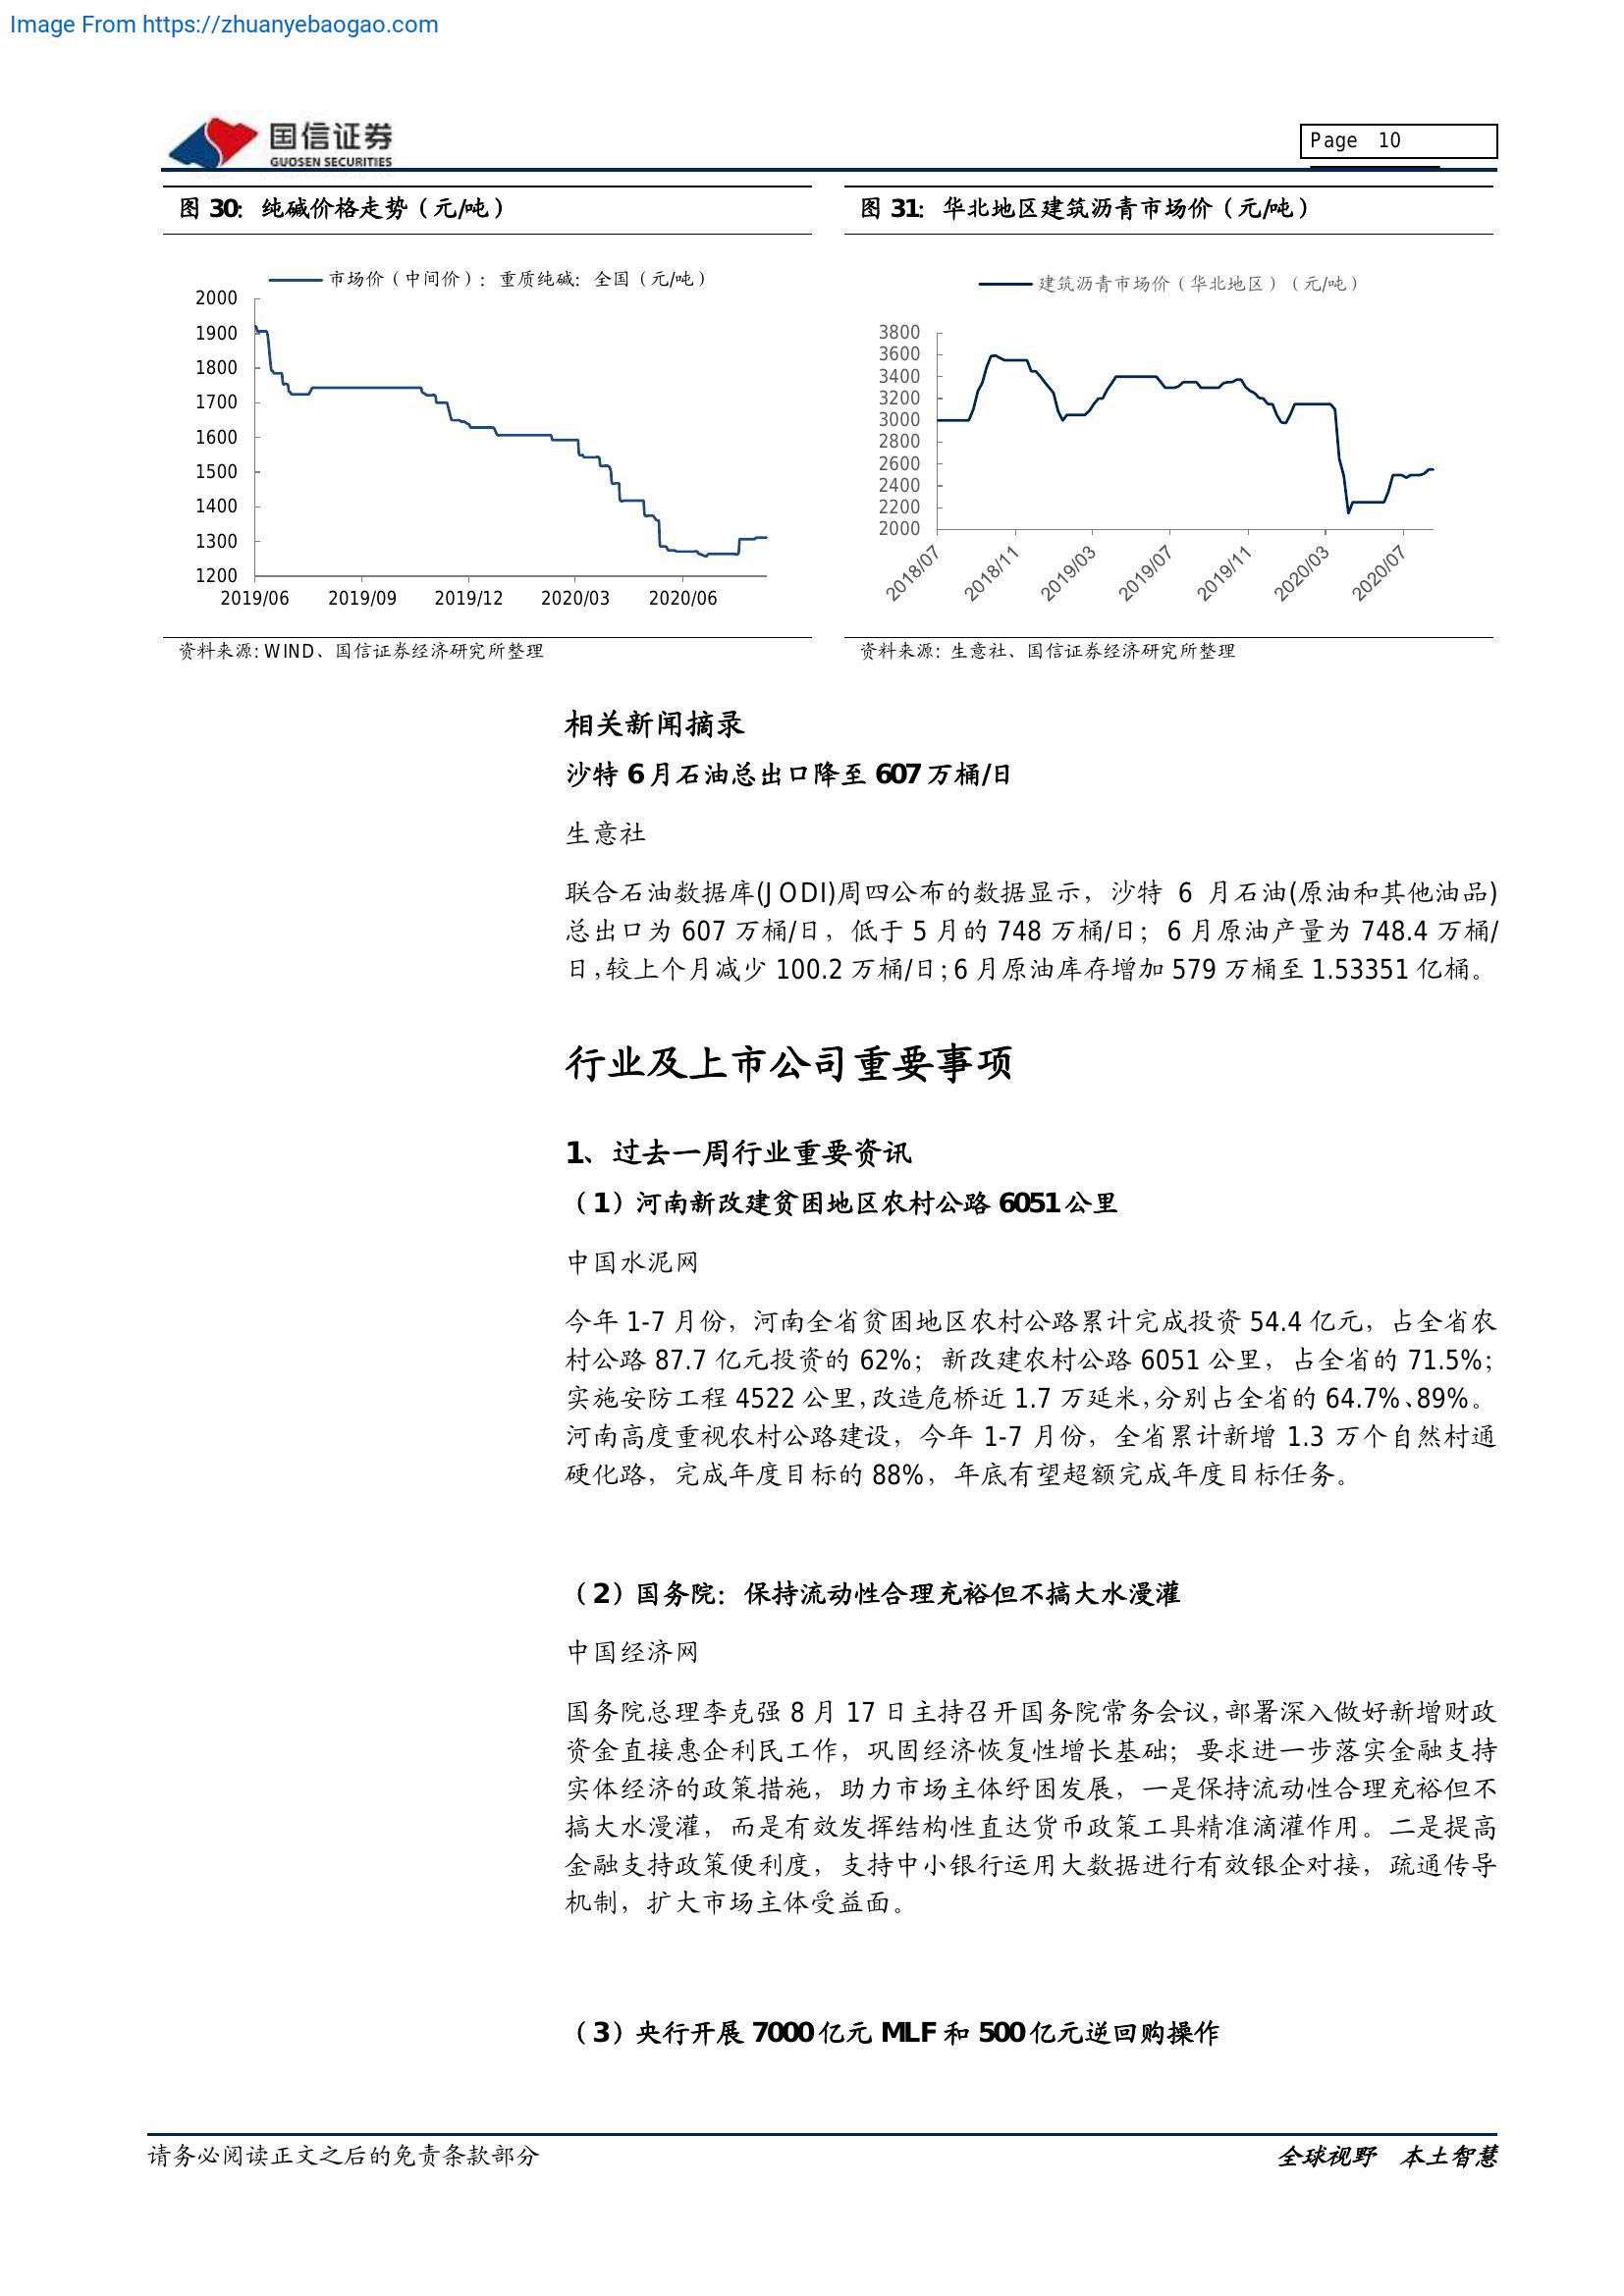 Image From https://zhuanyebaogao.com
国信证券
GUOSEN SECURITIES
Page 10
图 30：纯碱价格走势（元/吨）
市场价（中间价）：重质纯碱：全国（元/吨）
2000
1900
1800
1700
1600
1500
1400
1300
1200
2019/06 2019/09 2019/12 2020/03 2020/06
资料来源: WIND、国信证券经济研究所整理
图 31：华北地区建筑沥青市场价（元/吨）
建筑沥青市场价（华北地区）（元/吨）
3800
3600
3400
3200
3000
2800
2600
2400
2200
2000
2018/07 2018/11 2019/03 2019/07 2019/11 2020/03 2020/07
资料来源：生意社、国信证券经济研究所整理
相关新闻摘录
沙特 6 月石油总出口降至 607 万桶/日
生意社
联合石油数据库(JODI)周四公布的数据显示，沙特 6 月石油(原油和其他油品)
总出口为 607 万桶/日，低于 5 月的 748 万桶/日；6 月原油产量为 748.4 万桶/
日，较上个月减少 100.2 万桶/日；6 月原油库存增加 579 万桶至 1.53351 亿桶。
行业及上市公司重要事项
1、过去一周行业重要资讯
（1）河南新改建贫困地区农村公路 6051 公里
中国水泥网
今年 1-7 月份，河南全省贫困地区农村公路累计完成投资 54.4 亿元，占全省农
村公路 87.7 亿元投资的 62%；新改建农村公路 6051 公里，占全省的 71.5%；
实施安防工程 4522 公里，改造危桥近 1.7 万延米，分别占全省的 64.7%、89%。
河南高度重视农村公路建设，今年 1-7 月份，全省累计新增 1.3 万个自然村通
硬化路，完成年度目标的 88%，年底有望超额完成年度目标任务。
（2）国务院：保持流动性合理充裕但不搞大水漫灌
中国经济网
国务院总理李克强 8 月 17 日主持召开国务院常务会议，部署深入做好新增财政
资金直接惠企利民工作，巩固经济恢复性增长基础；要求进一步落实金融支持
实体经济的政策措施，助力市场主体纾困发展，一是保持流动性合理充裕但不
搞大水漫灌，而是有效发挥结构性直达货币政策工具精准滴灌作用。二是提高
金融支持政策便利度，支持中小银行运用大数据进行有效银企对接，疏通传导
机制，扩大市场主体受益面。
（3）央行开展 7000 亿元 MLF 和 500 亿元逆回购操作
请务必阅读正文之后的免责条款部分
全球视野 本土智慧